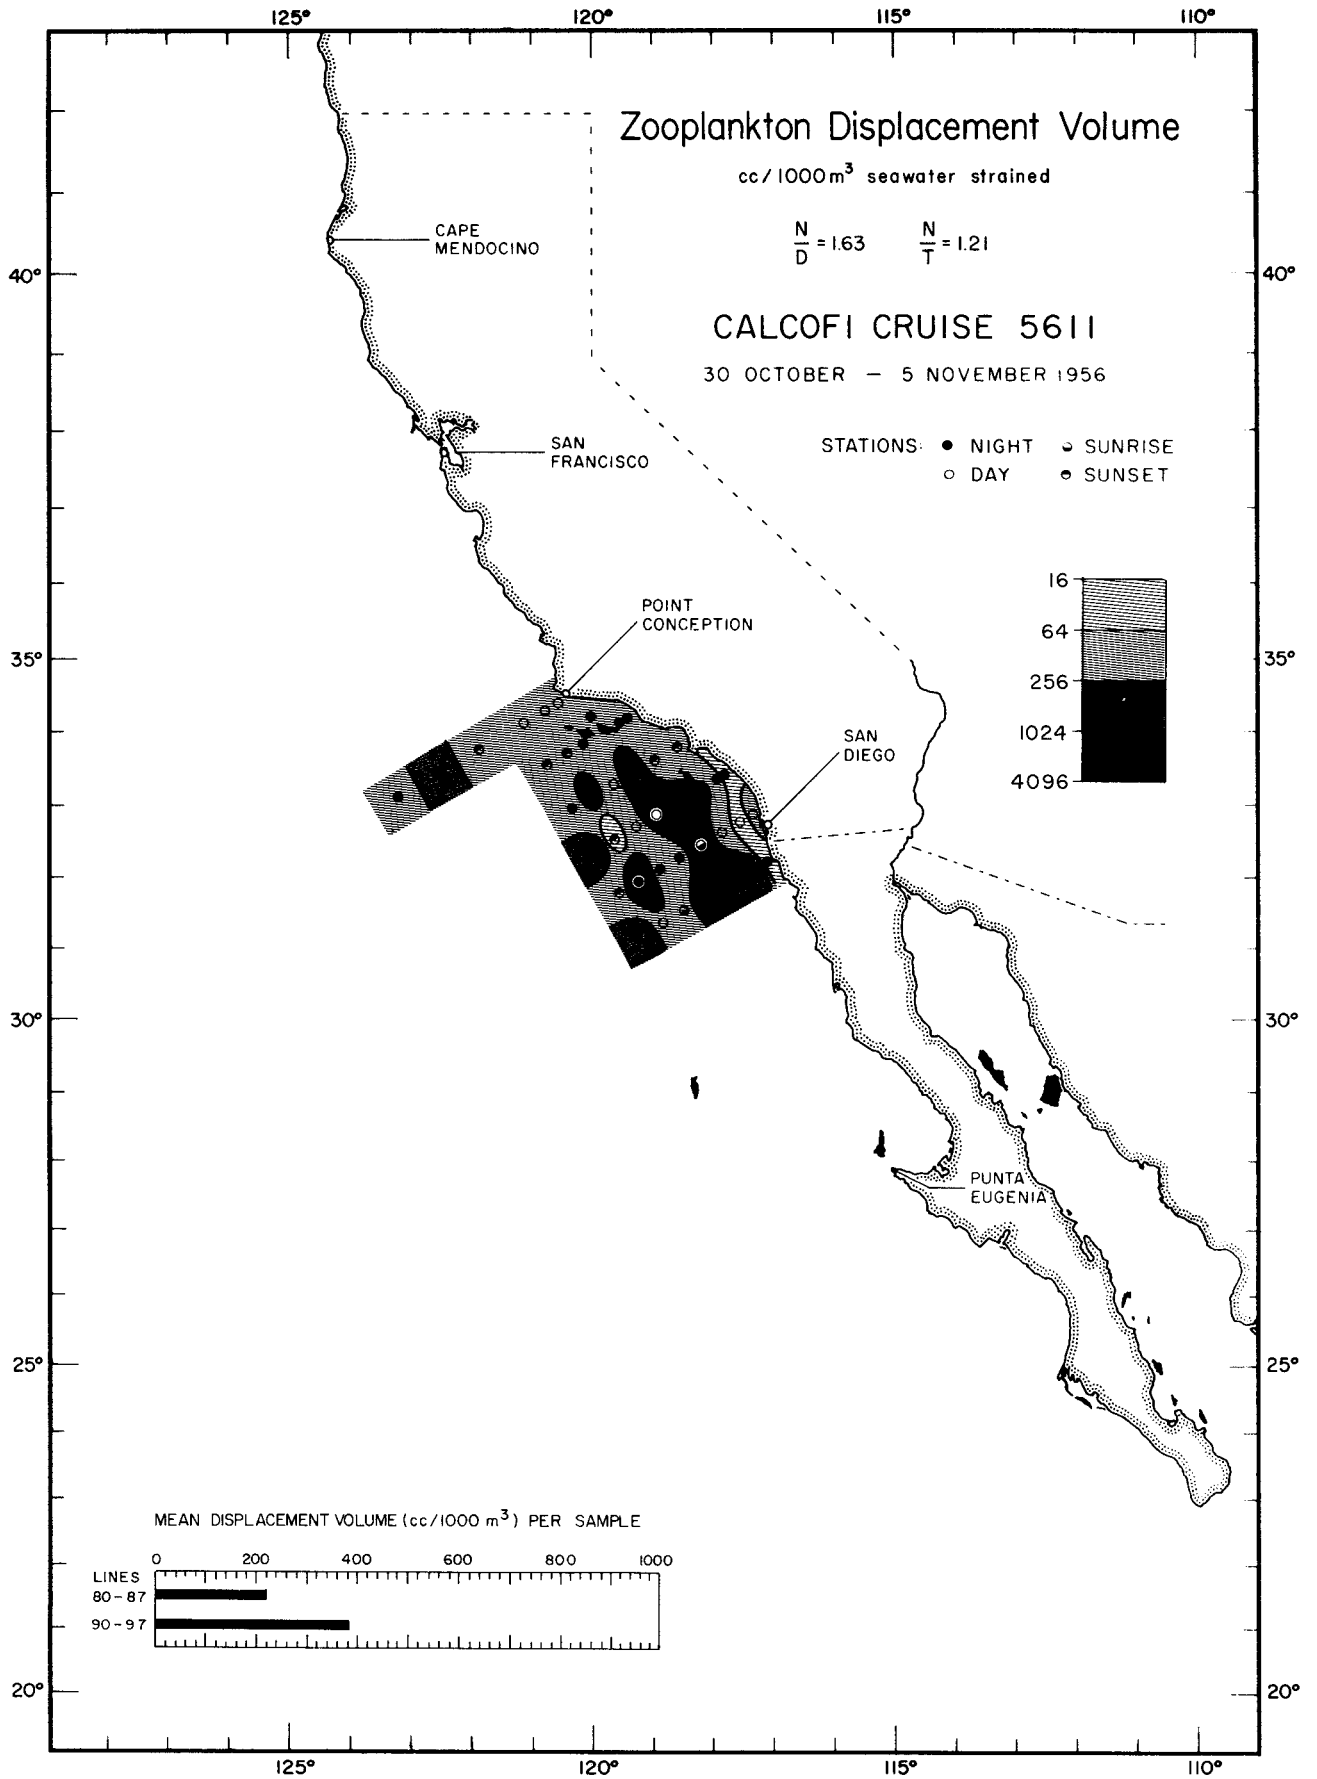 125° 120° 115° 110°
Zooplankton Displacement Volume
cc/1000m³ seawater strained
N/D = 1.63 N/T = 1.21
CAPE
MENDOCINO
40° 40°
CALCOFI CRUISE 5611
30 OCTOBER — 5 NOVEMBER 1956
STATIONS: ● NIGHT ◒ SUNRISE
○ DAY ◓ SUNSET
SAN
FRANCISCO
16
64
256
1024
4096
POINT
CONCEPTION
35° 35°
SAN
DIEGO
30° 30°
PUNTA
EUGENIA
25° 25°
MEAN DISPLACEMENT VOLUME (cc/1000 m³) PER SAMPLE
0 200 400 600 800 1000
LINES
80-87
90-97
20° 20°
125° 120° 115° 110°